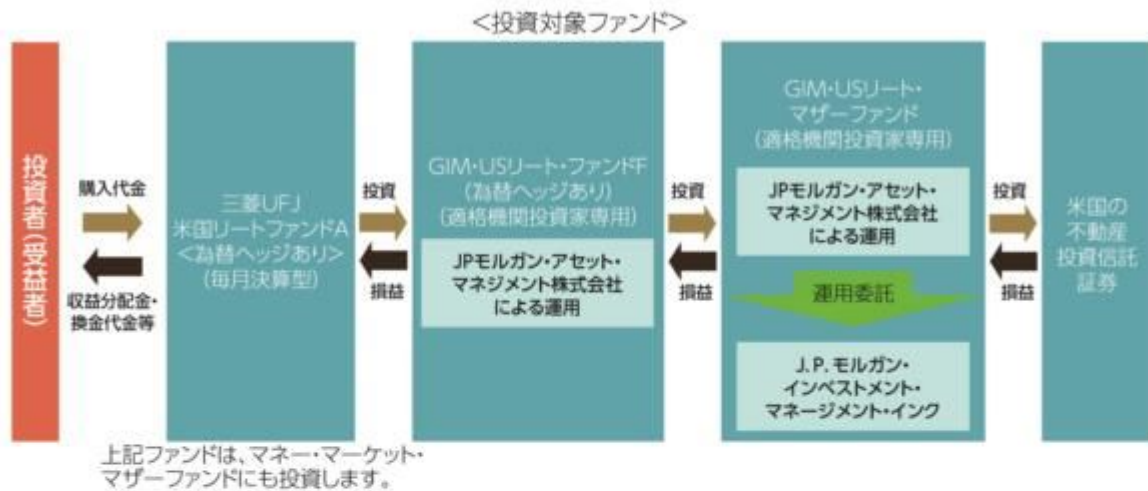 <投資対象ファンド>
投資者(受益者)
購入代金
収益分配金・
換金代金等
三菱UFJ
米国リートファンドA
<為替ヘッジあり>
(毎月決算型)
投資
損益
GIM・USリート・ファンドF
(為替ヘッジあり)
(適格機関投資家専用)
JPモルガン・アセット・
マネジメント株式会社
による運用
投資
損益
GIM・USリート・
マザーファンド
(適格機関投資家専用)
JPモルガン・アセット・
マネジメント株式会社
による運用
運用委託
J.P.モルガン・
インベストメント・
マネージメント・インク
投資
損益
米国の
不動産
投資信託
証券
上記ファンドは、マネー・マーケット・
マザーファンドにも投資します。